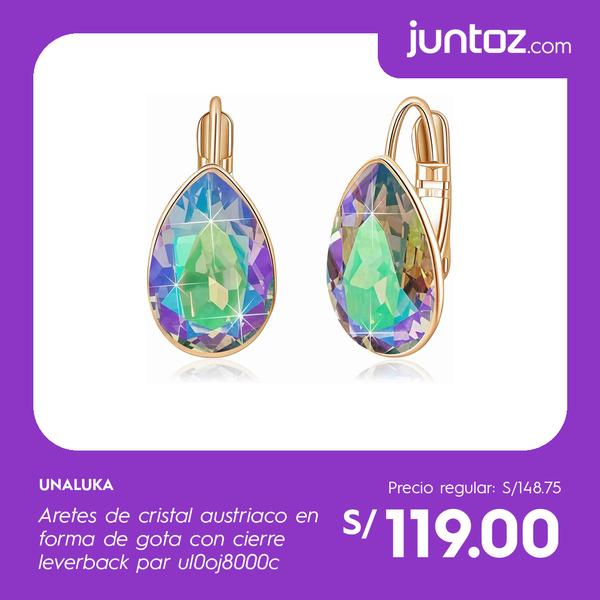 juntoz.com
UNALUKA
Aretes de cristal austriaco en
forma de gota con cierre
leverback par ul0oj8000c
Precio regular: S/148.75
S/119.00